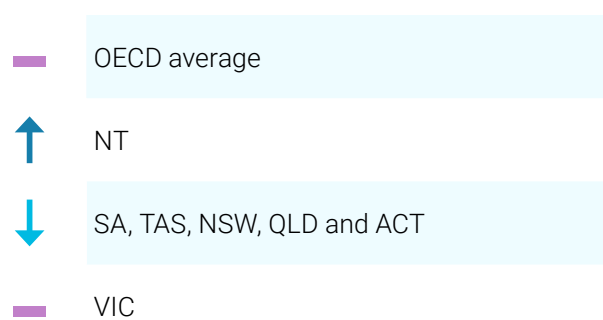 OECD average
NT
SA, TAS, NSW, QLD and ACT
VIC